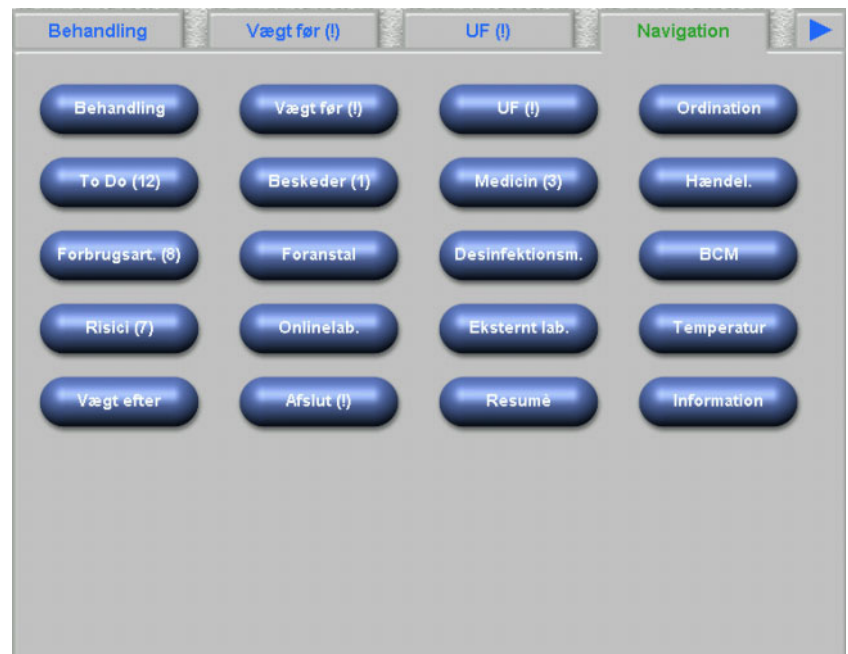 Behandling Vægt før (!) UF (!) Navigation
Behandling Vægt før (!) UF (!) Ordination
To Do (12) Beskeder (1) Medicin (3) Hændel.
Forbrugsart. (8) Foranstal Desinfektionsm. BCM
Risici (7) Onlinelab. Eksternt lab. Temperatur
Vægt efter Afslut (!) Resumè Information